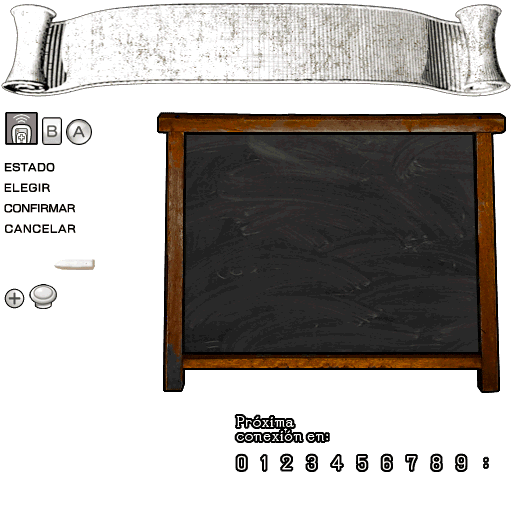 B A
ESTADO
ELEGIR
CONFIRMAR
CANCELAR
Próxima
conexión en:
0 1 2 3 4 5 6 7 8 9 :